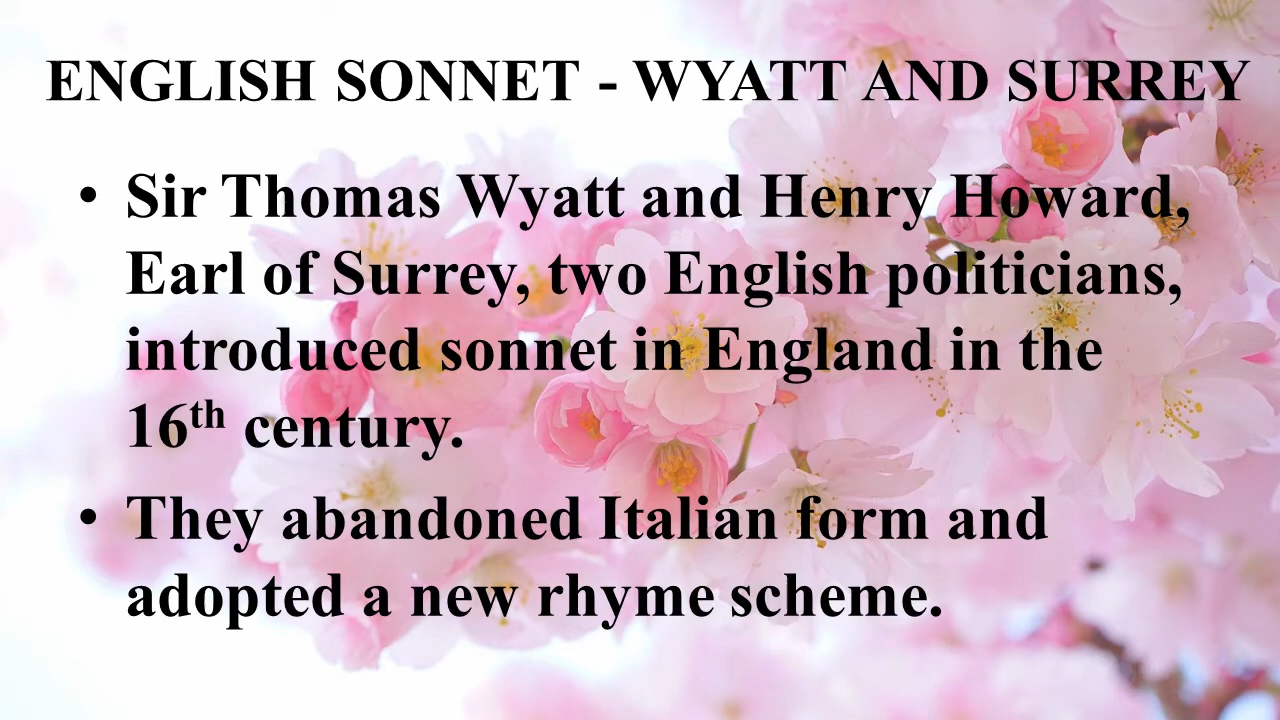 ENGLISH SONNET - WYATT AND SURREY
• Sir Thomas Wyatt and Henry Howard,
Earl of Surrey, two English politicians,
introduced sonnet in England in the
16th century.
• They abandoned Italian form and
adopted a new rhyme scheme.